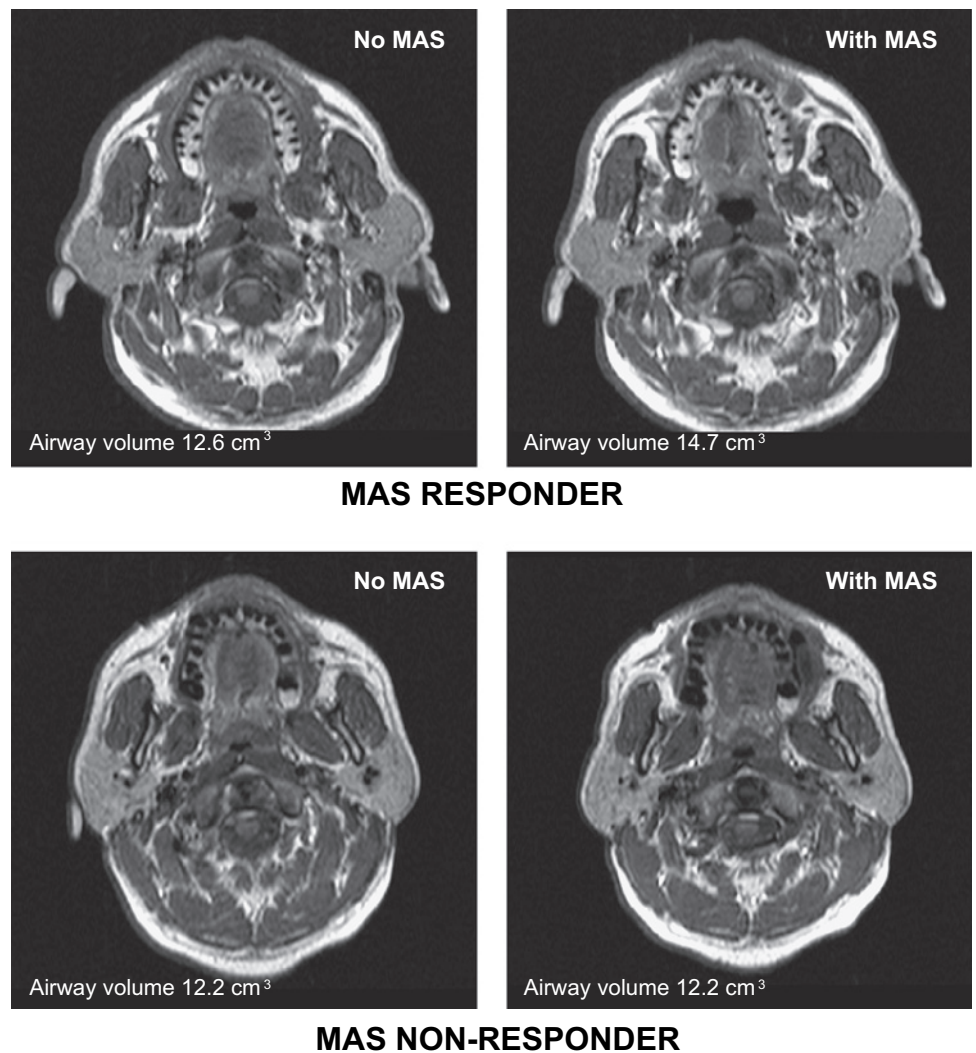 No MAS
With MAS
Airway volume 12.6 cm³
Airway volume 14.7 cm³
MAS RESPONDER
No MAS
With MAS
Airway volume 12.2 cm³
Airway volume 12.2 cm³
MAS NON-RESPONDER